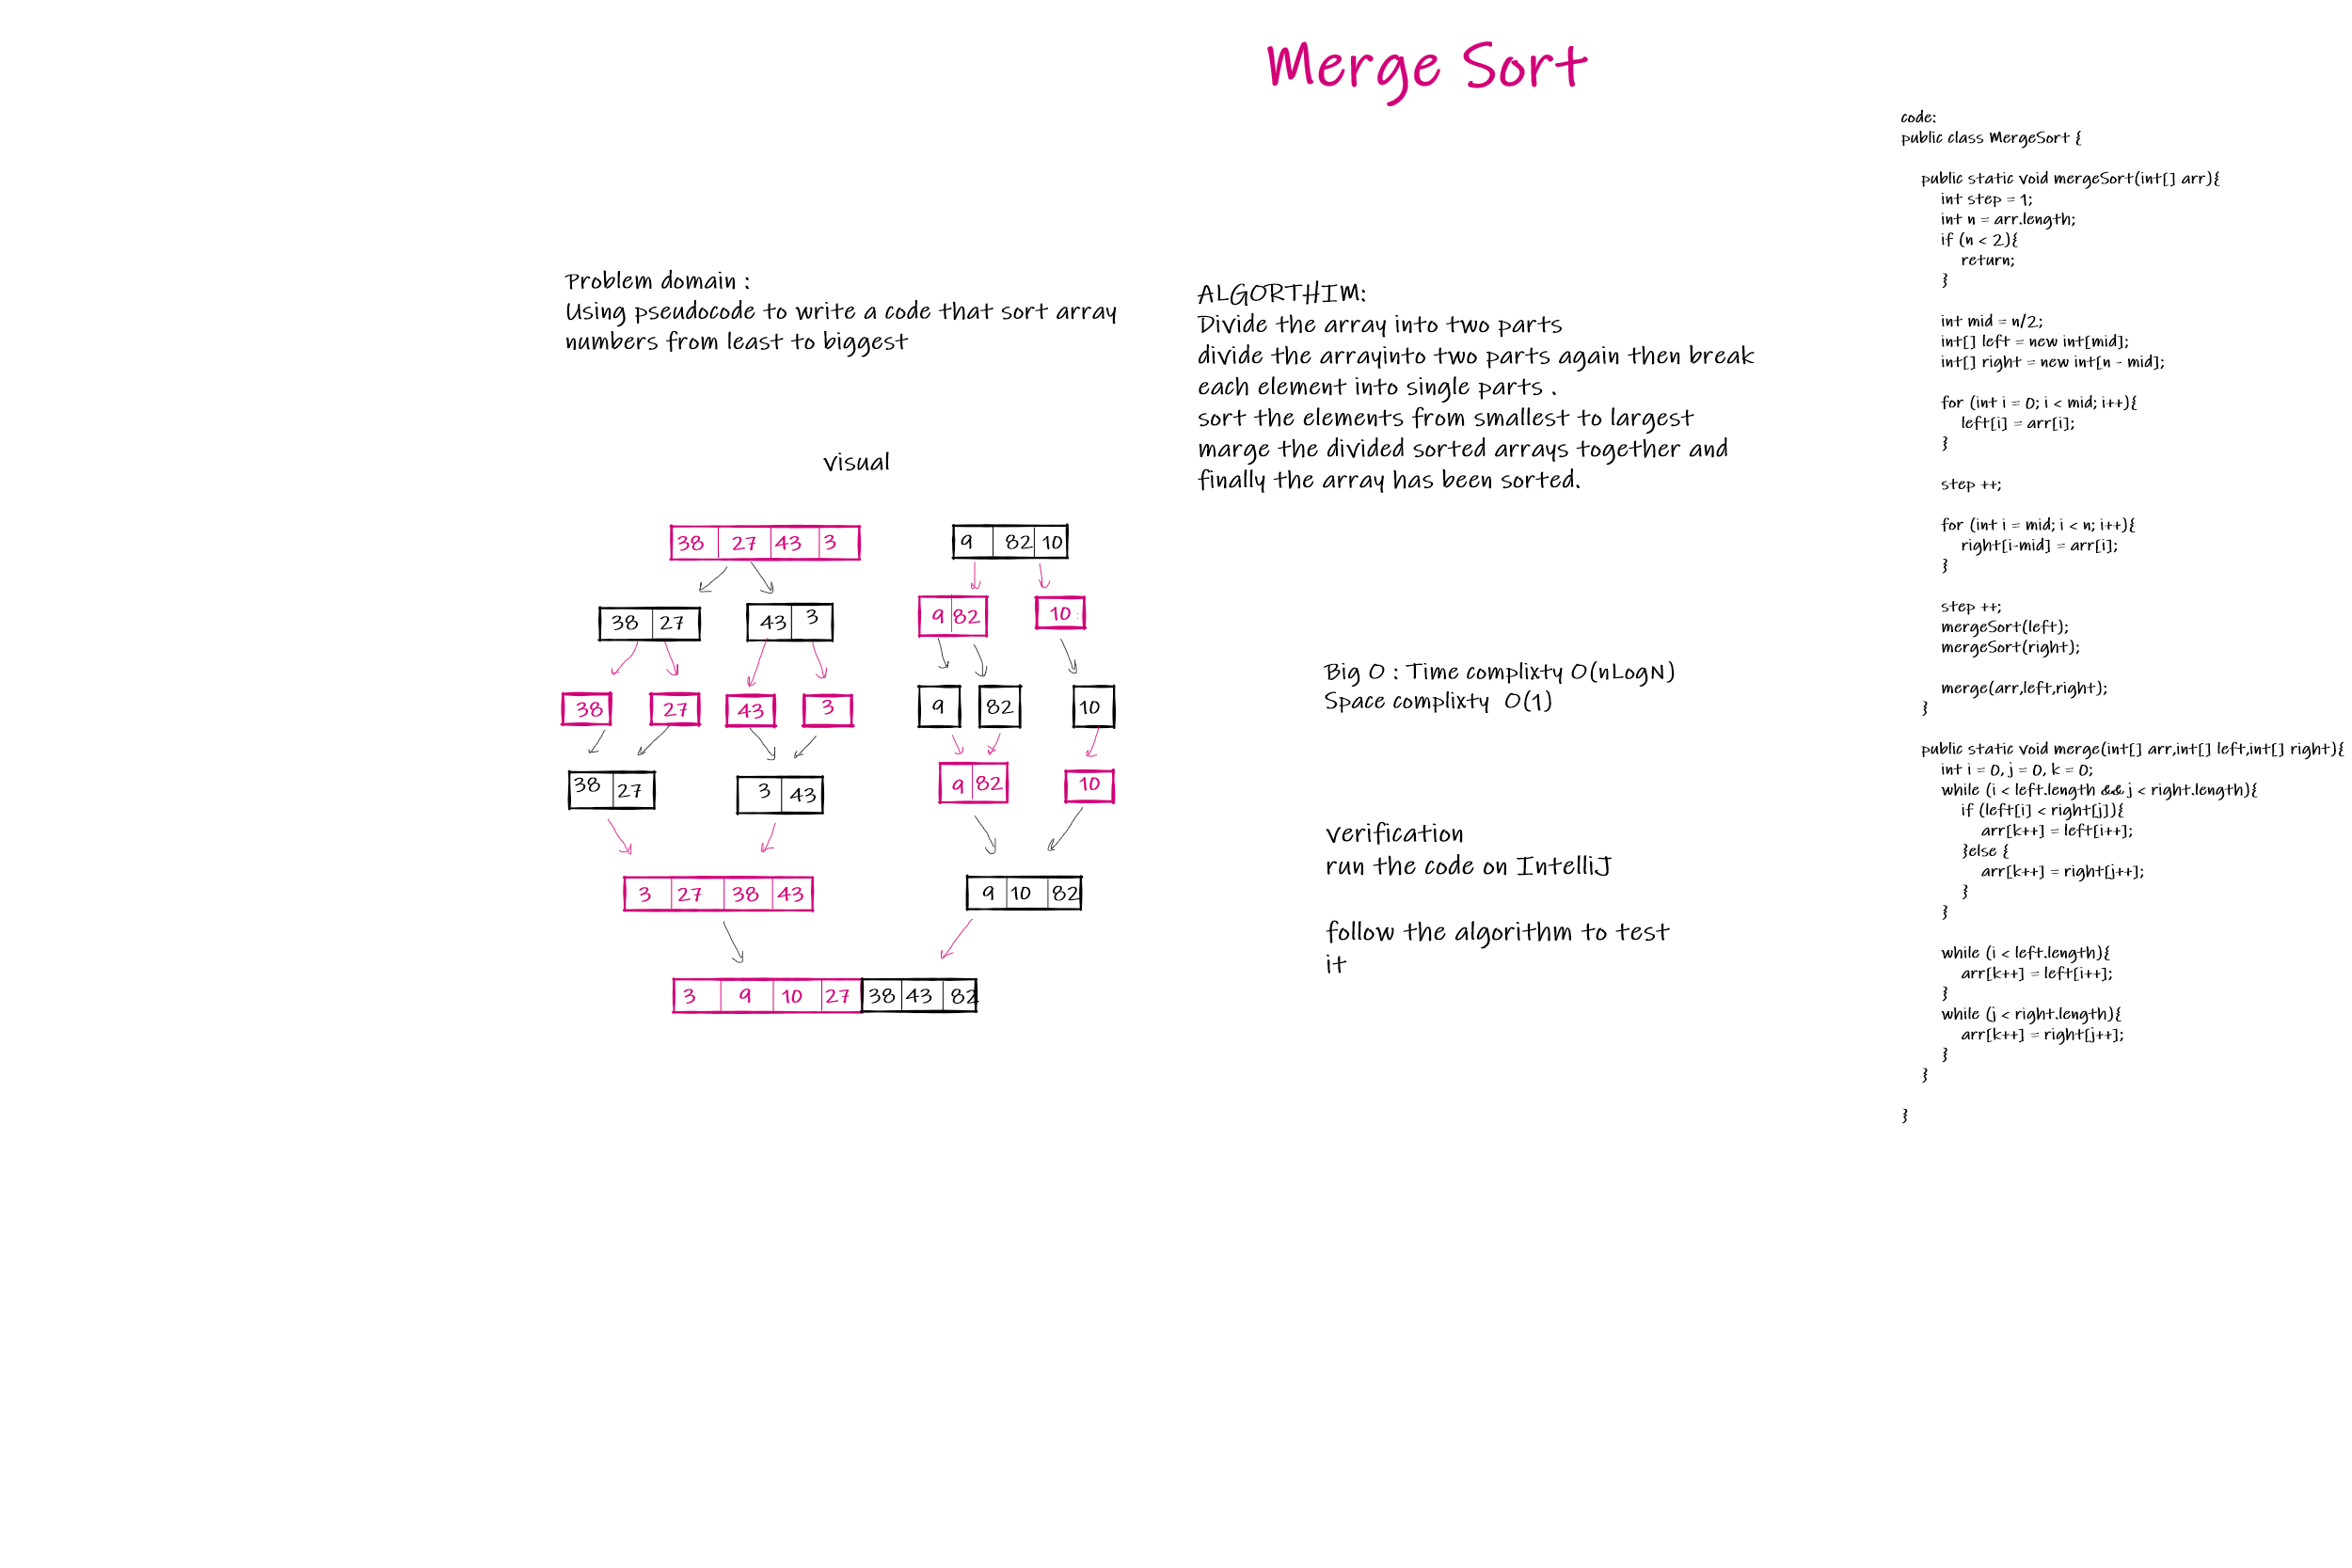 Merge Sort
Problem domain :
Using pseudocode to write a code that sort array
numbers from least to biggest
visual
38 27 43 3
9 82 10
38 27
43 3
9 82
10
38
27
43
3
9
82
10
38 27
3 43
9 82
10
3 27 38 43
9 10 82
3 9 10 27 38 43 82
ALGORTHIM:
Divide the array into two parts
divide the arrayinto two parts again then break
each element into single parts .
sort the elements from smallest to largest
marge the divided sorted arrays together and
finally the array has been sorted.
Big O : Time complixty O(nLogN)
Space complixty O(1)
verification
run the code on IntelliJ
follow the algorithm to test
it
code:
public class MergeSort {
public static void mergeSort(int[] arr){
int step = 1;
int n = arr.length;
if (n < 2){
return;
}
int mid = n/2;
int[] left = new int[mid];
int[] right = new int[n - mid];
for (int i = 0; i < mid; i++){
left[i] = arr[i];
}
step ++;
for (int i = mid; i < n; i++){
right[i-mid] = arr[i];
}
step ++;
mergeSort(left);
mergeSort(right);
merge(arr,left,right);
}
public static void merge(int[] arr,int[] left,int[] right){
int i = 0, j = 0, k = 0;
while (i < left.length && j < right.length){
if (left[i] < right[j]){
arr[k++] = left[i++];
}else {
arr[k++] = right[j++];
}
}
while (i < left.length){
arr[k++] = left[i++];
}
while (j < right.length){
arr[k++] = right[j++];
}
}
}